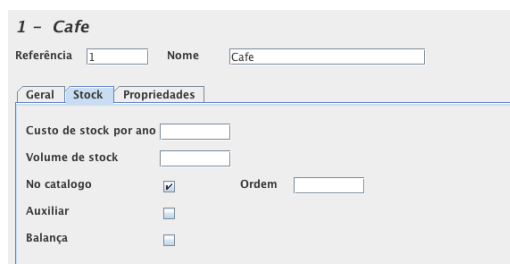 1 - Cafe
Referência 1 Nome Cafe
Geral Stock Propriedades
Custo de stock por ano
Volume de stock
No catalogo Ordem
Auxiliar
Balança